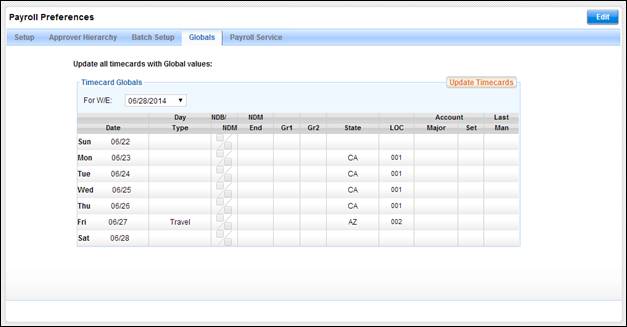 Payroll Preferences Edit
Setup Approver Hierarchy Batch Setup Globals Payroll Service
Update all timecards with Global values:
Timecard Globals Update Timecards
For W/E: 06/28/2014
Day NDB/ NDM Account Last
Date Type NDM End Gr1 Gr2 State LOC Major Set Man
Sun 06/22
Mon 06/23 CA 001
Tue 06/24 CA 001
Wed 06/25 CA 001
Thu 06/26 CA 001
Fri 06/27 Travel AZ 002
Sat 06/28